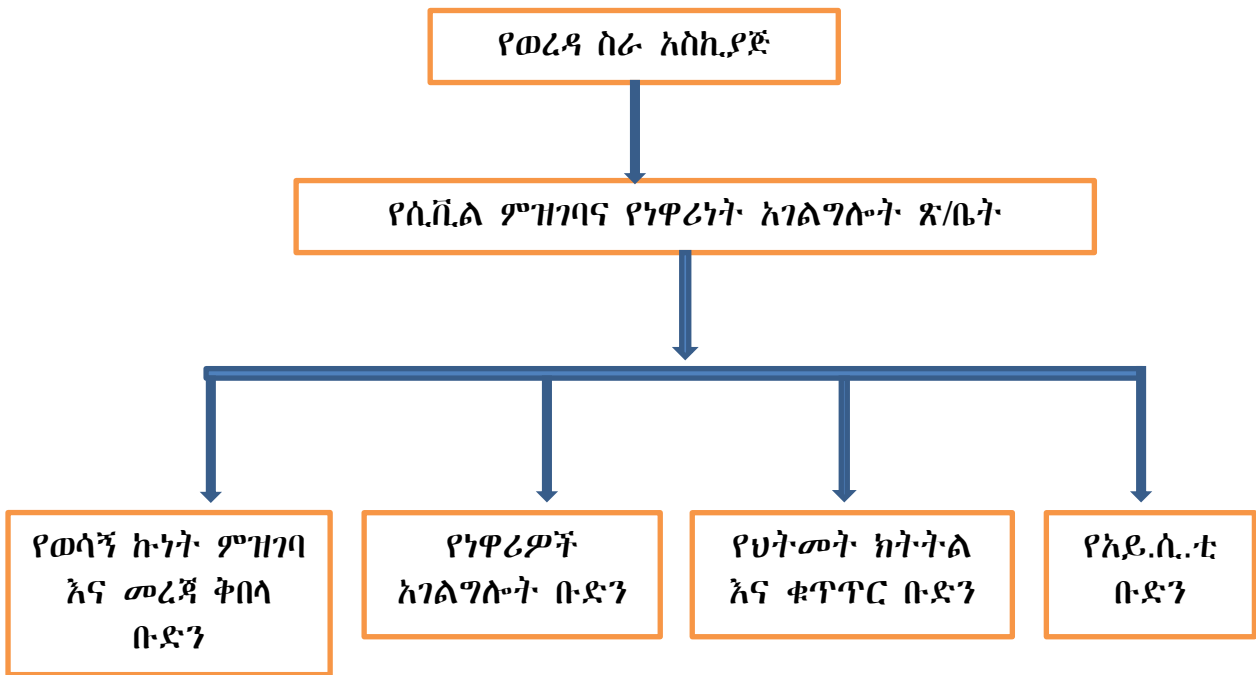 የወረዳ ስራ አስኪያጅ
የሲቪል ምዝገባና የነዋሪነት አገልግሎት ጽ/ቤት
የወሳኝ ኩነት ምዝገባ
እና መረጃ ቅበላ
ቡድን
የነዋሪዎች
አገልግሎት ቡድን
የህትመት ክትትል
እና ቁጥጥር ቡድን
የአይ.ሲ.ቲ
ቡድን